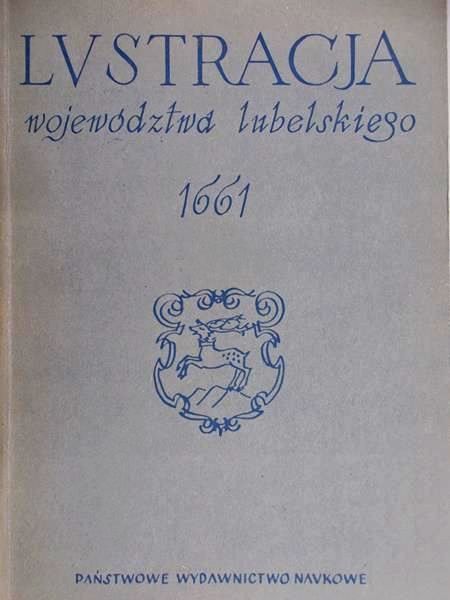 LVSTRACJA
województwa lubelskiego
1661
PAŃSTWOWE WYDAWNICTWO NAVKOWE